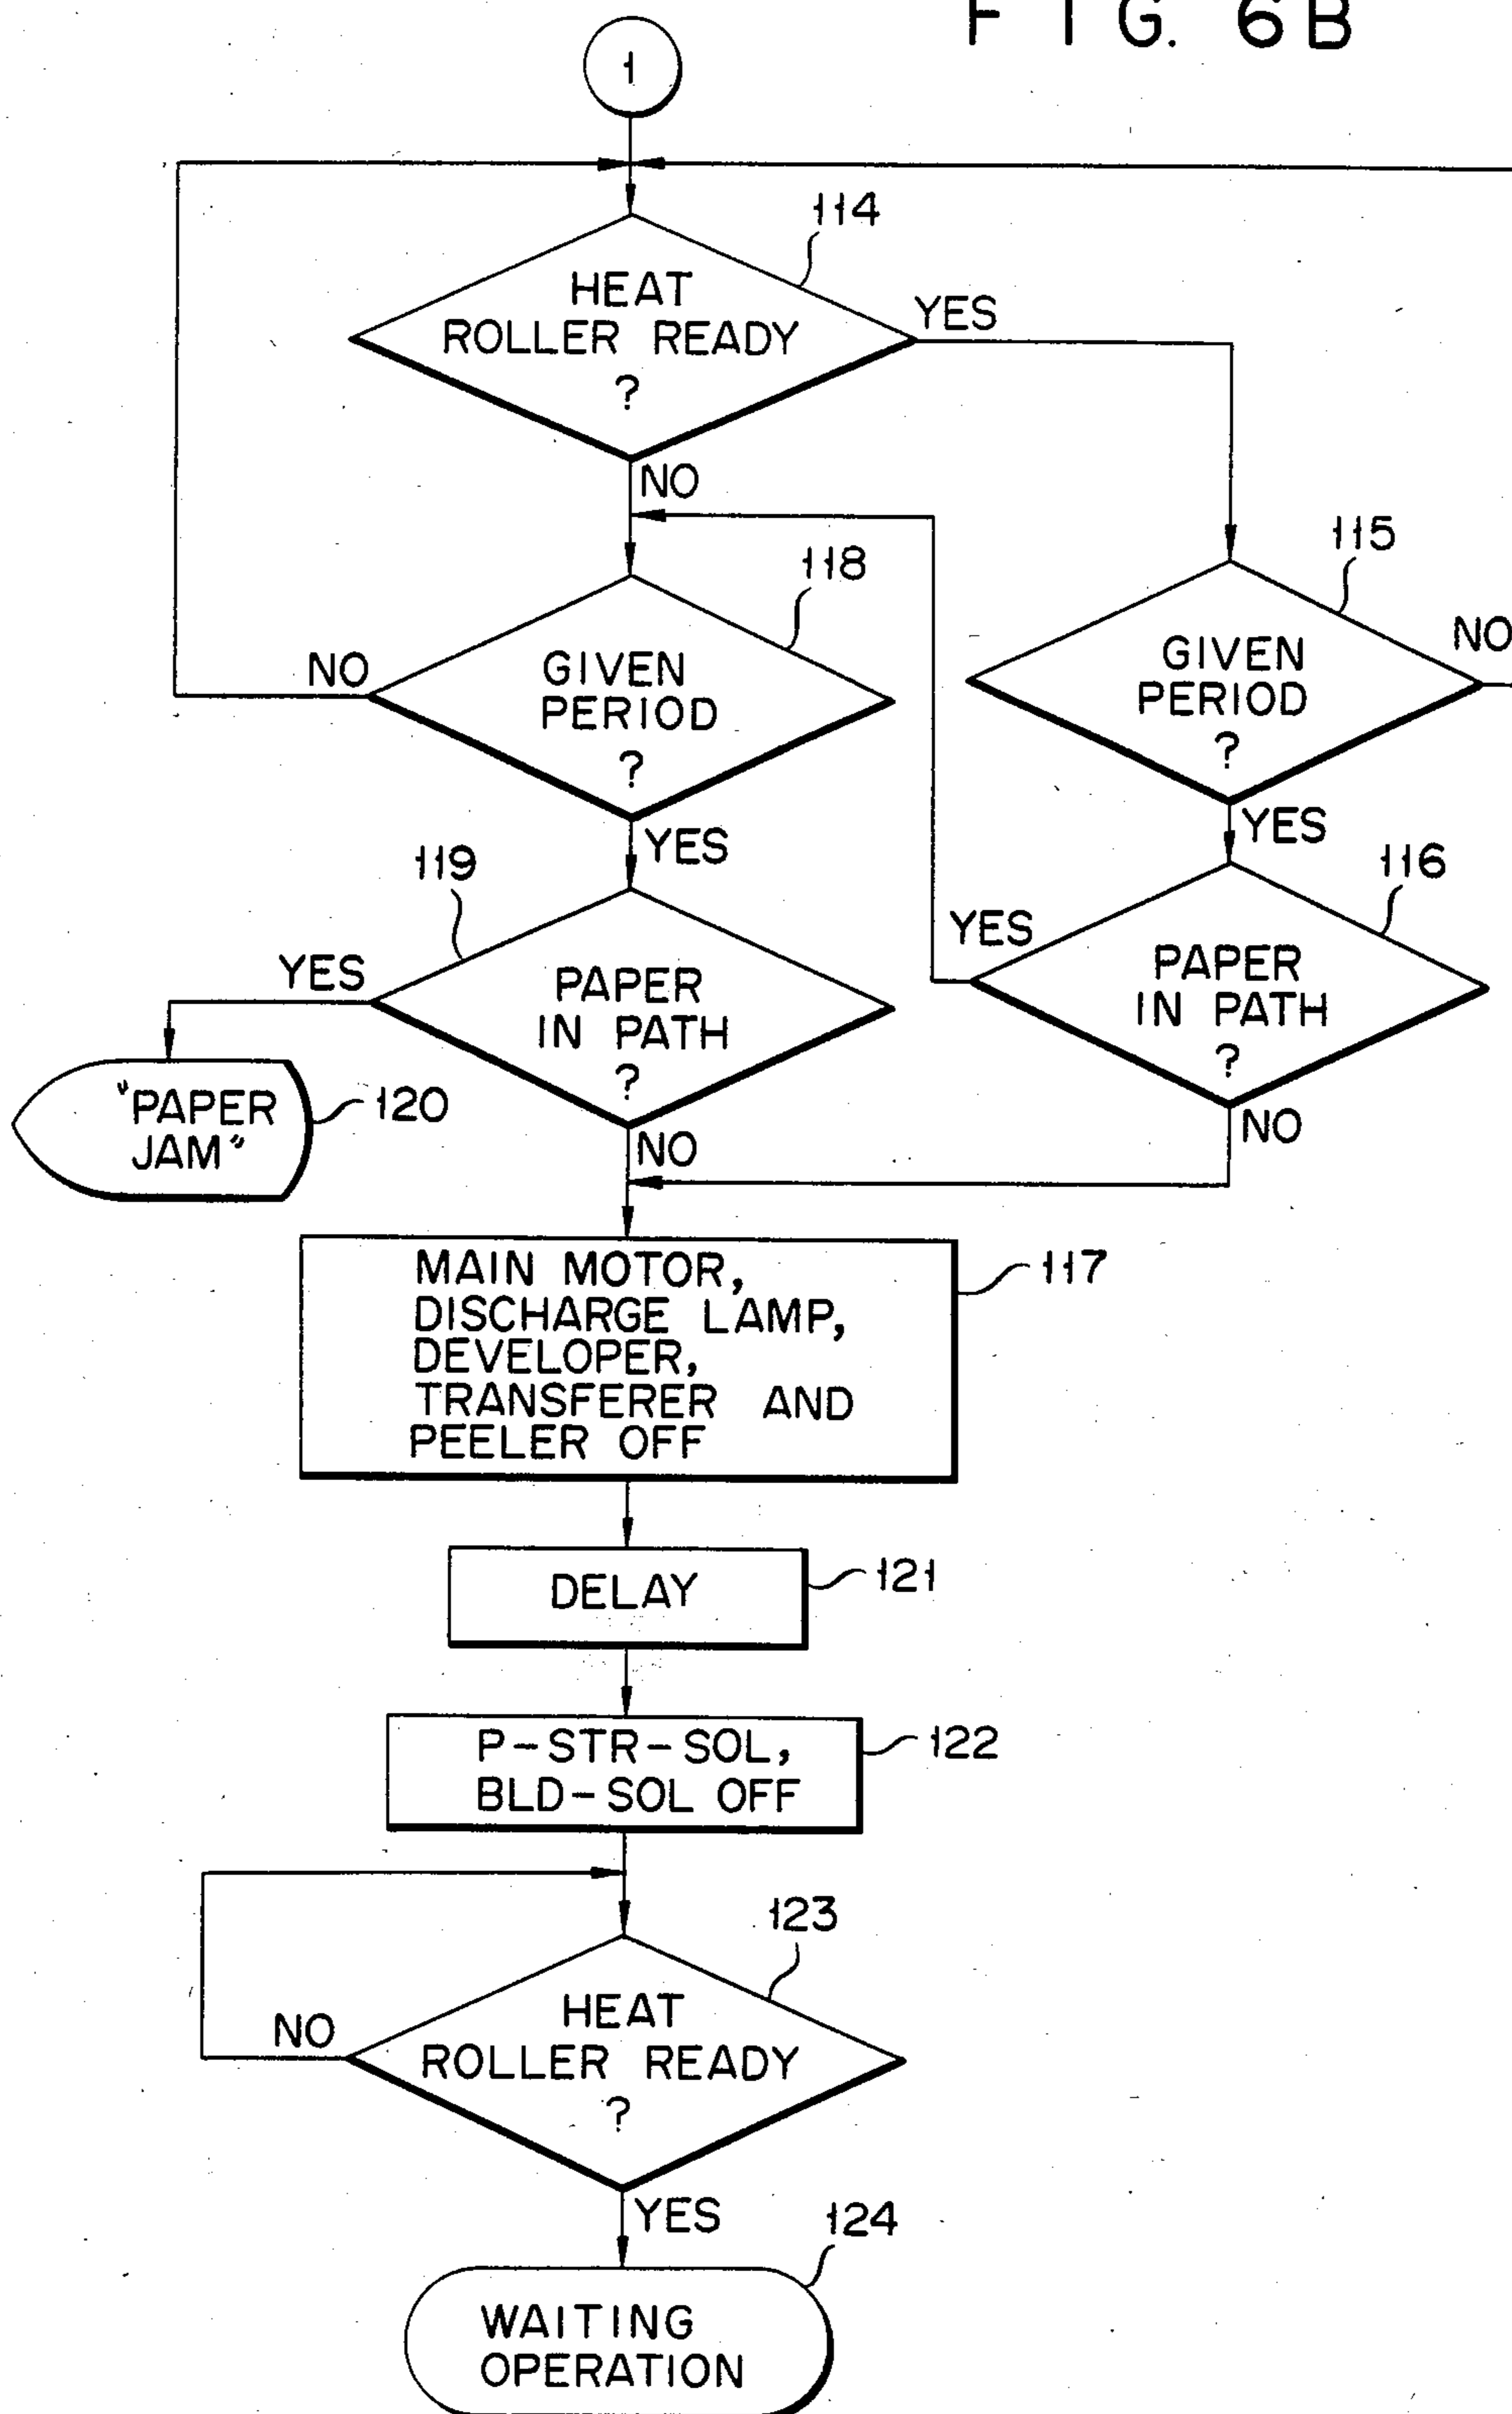 FIG. 6B
1
114
HEAT
ROLLER READY
?
YES
NO
115
GIVEN
PERIOD
?
NO
YES
118
GIVEN
PERIOD
?
NO
YES
116
PAPER
IN PATH
?
YES
NO
119
PAPER
IN PATH
?
YES
NO
"PAPER
JAM"
120
MAIN MOTOR,
DISCHARGE LAMP,
DEVELOPER,
TRANSFERER AND
PEELER OFF
117
DELAY
121
P-STR-SOL,
BLD-SOL OFF
122
123
HEAT
ROLLER READY
?
NO
YES
124
WAITING
OPERATION